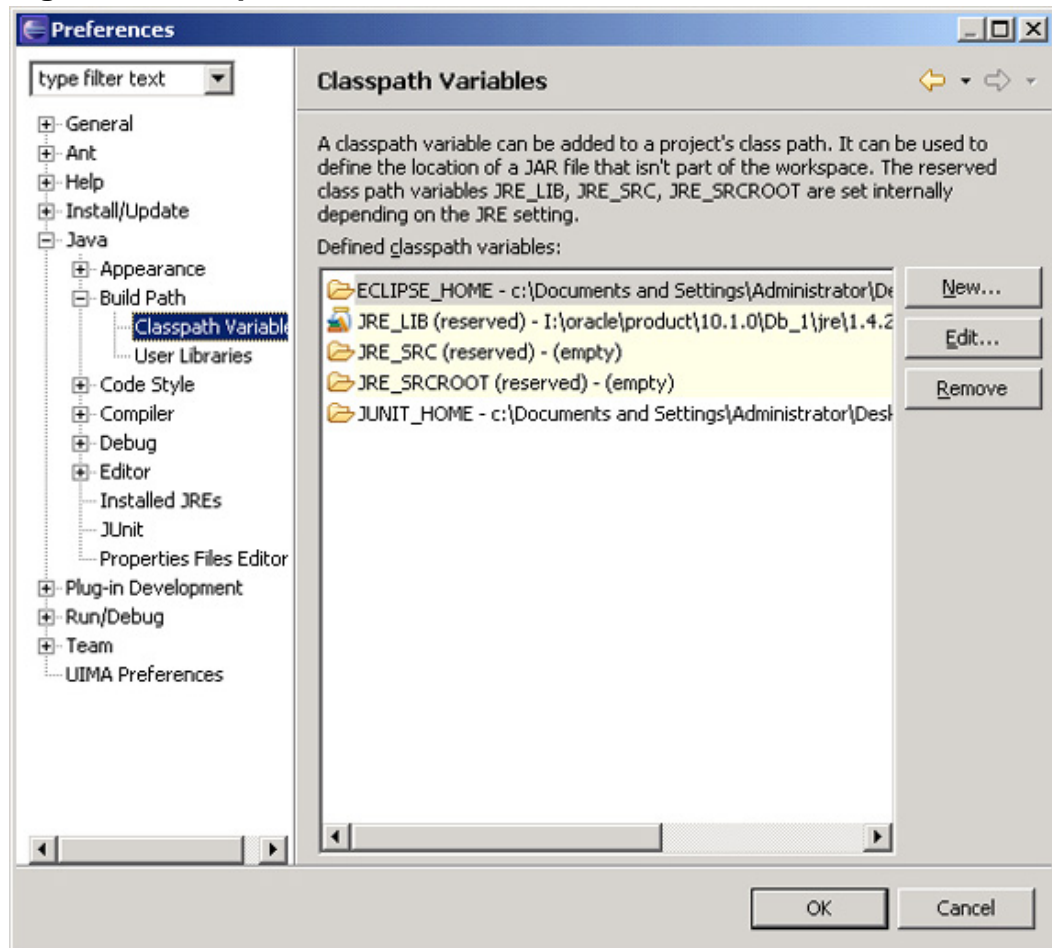 Preferences
type filter text
General
Ant
Help
Install/Update
Java
Appearance
Build Path
Classpath Variable
User Libraries
Code Style
Compiler
Debug
Editor
Installed JREs
JUnit
Properties Files Editor
Plug-in Development
Run/Debug
Team
UIMA Preferences
Classpath Variables
A classpath variable can be added to a project's class path. It can be used to
define the location of a JAR file that isn't part of the workspace. The reserved
class path variables JRE_LIB, JRE_SRC, JRE_SRCROOT are set internally
depending on the JRE setting.
Defined classpath variables:
ECLIPSE_HOME - c:\Documents and Settings\Administrator\De
JRE_LIB (reserved) - I:\oracle\product\10.1.0\Db_1\jre\1.4.2
JRE_SRC (reserved) - (empty)
JRE_SRCROOT (reserved) - (empty)
JUNIT_HOME - c:\Documents and Settings\Administrator\Desk
New...
Edit...
Remove
OK
Cancel